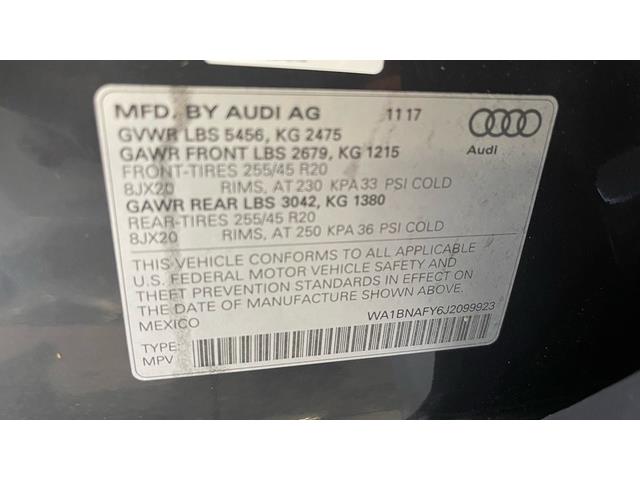 MFD. BY AUDI AG 11 17
GVWR LBS 5456, KG 2475
GAWR FRONT LBS 2679, KG 1215
FRONT-TIRES 255/45 R20
8JX20 RIMS, AT 230 KPA 33 PSI COLD
GAWR REAR LBS 3042, KG 1380
REAR-TIRES 255/45 R20
8JX20 RIMS, AT 250 KPA 36 PSI COLD
Audi
THIS VEHICLE CONFORMS TO ALL APPLICABLE
U.S. FEDERAL MOTOR VEHICLE SAFETY AND
THEFT PREVENTION STANDARDS IN EFFECT ON
THE DATE OF MANUFACTURE SHOWN ABOVE.
MEXICO
WA1BNAFY6J2099923
TYPE:
MPV